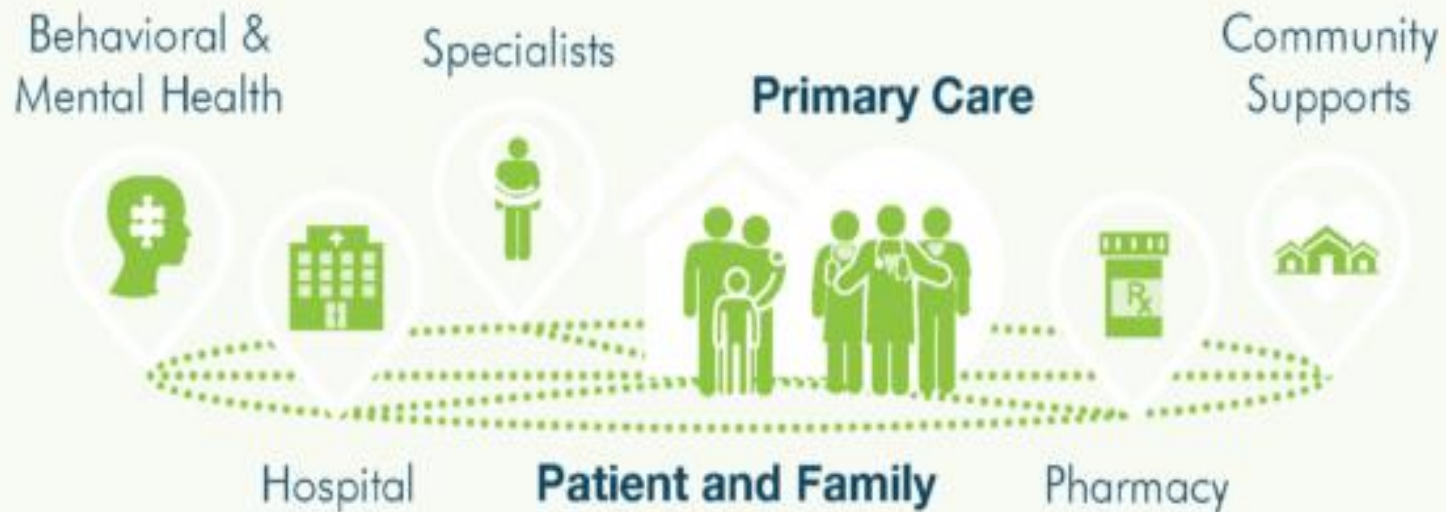 Behavioral &
Mental Health
Specialists
Primary Care
Community
Supports
Rx
Hospital
Patient and Family
Pharmacy